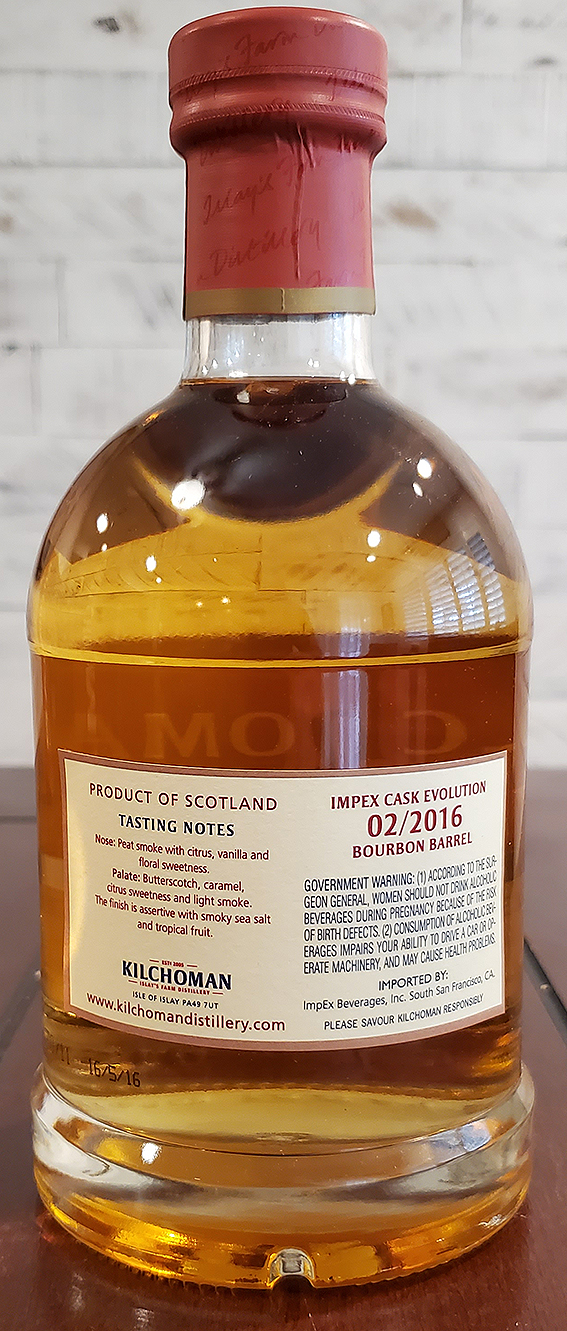 Farm
Islay's
Distillery
Farm
PRODUCT OF SCOTLAND
TASTING NOTES
Nose: Peat smoke with citrus, vanilla and
floral sweetness.
Palate: Butterscotch, caramel,
citrus sweetness and light smoke.
The finish is assertive with smoky sea salt
and tropical fruit.
ESTD 2005
KILCHOMAN
ISLAY'S FARM DISTILLERY
ISLE OF ISLAY PA49 7UT
www.kilchomandistillery.com
IMPEX CASK EVOLUTION
02/2016
BOURBON BARREL
GOVERNMENT WARNING: (1) ACCORDING TO THE SUR-
GEON GENERAL, WOMEN SHOULD NOT DRINK ALCOHOLIC
BEVERAGES DURING PREGNANCY BECAUSE OF THE RISK
OF BIRTH DEFECTS. (2) CONSUMPTION OF ALCOHOLIC BEV-
ERAGES IMPAIRS YOUR ABILITY TO DRIVE A CAR OR OP-
ERATE MACHINERY, AND MAY CAUSE HEALTH PROBLEMS.
IMPORTED BY:
ImpEx Beverages, Inc. South San Francisco, CA.
PLEASE SAVOUR KILCHOMAN RESPONSIBLY
16/5/16